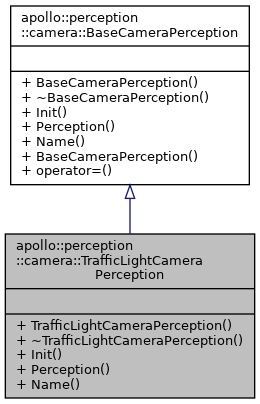 apollo::perception
::camera::BaseCameraPerception
+ BaseCameraPerception()
+ ~BaseCameraPerception()
+ Init()
+ Perception()
+ Name()
+ BaseCameraPerception()
+ operator=()
apollo::perception
::camera::TrafficLightCamera
Perception
+ TrafficLightCameraPerception()
+ ~TrafficLightCameraPerception()
+ Init()
+ Perception()
+ Name()